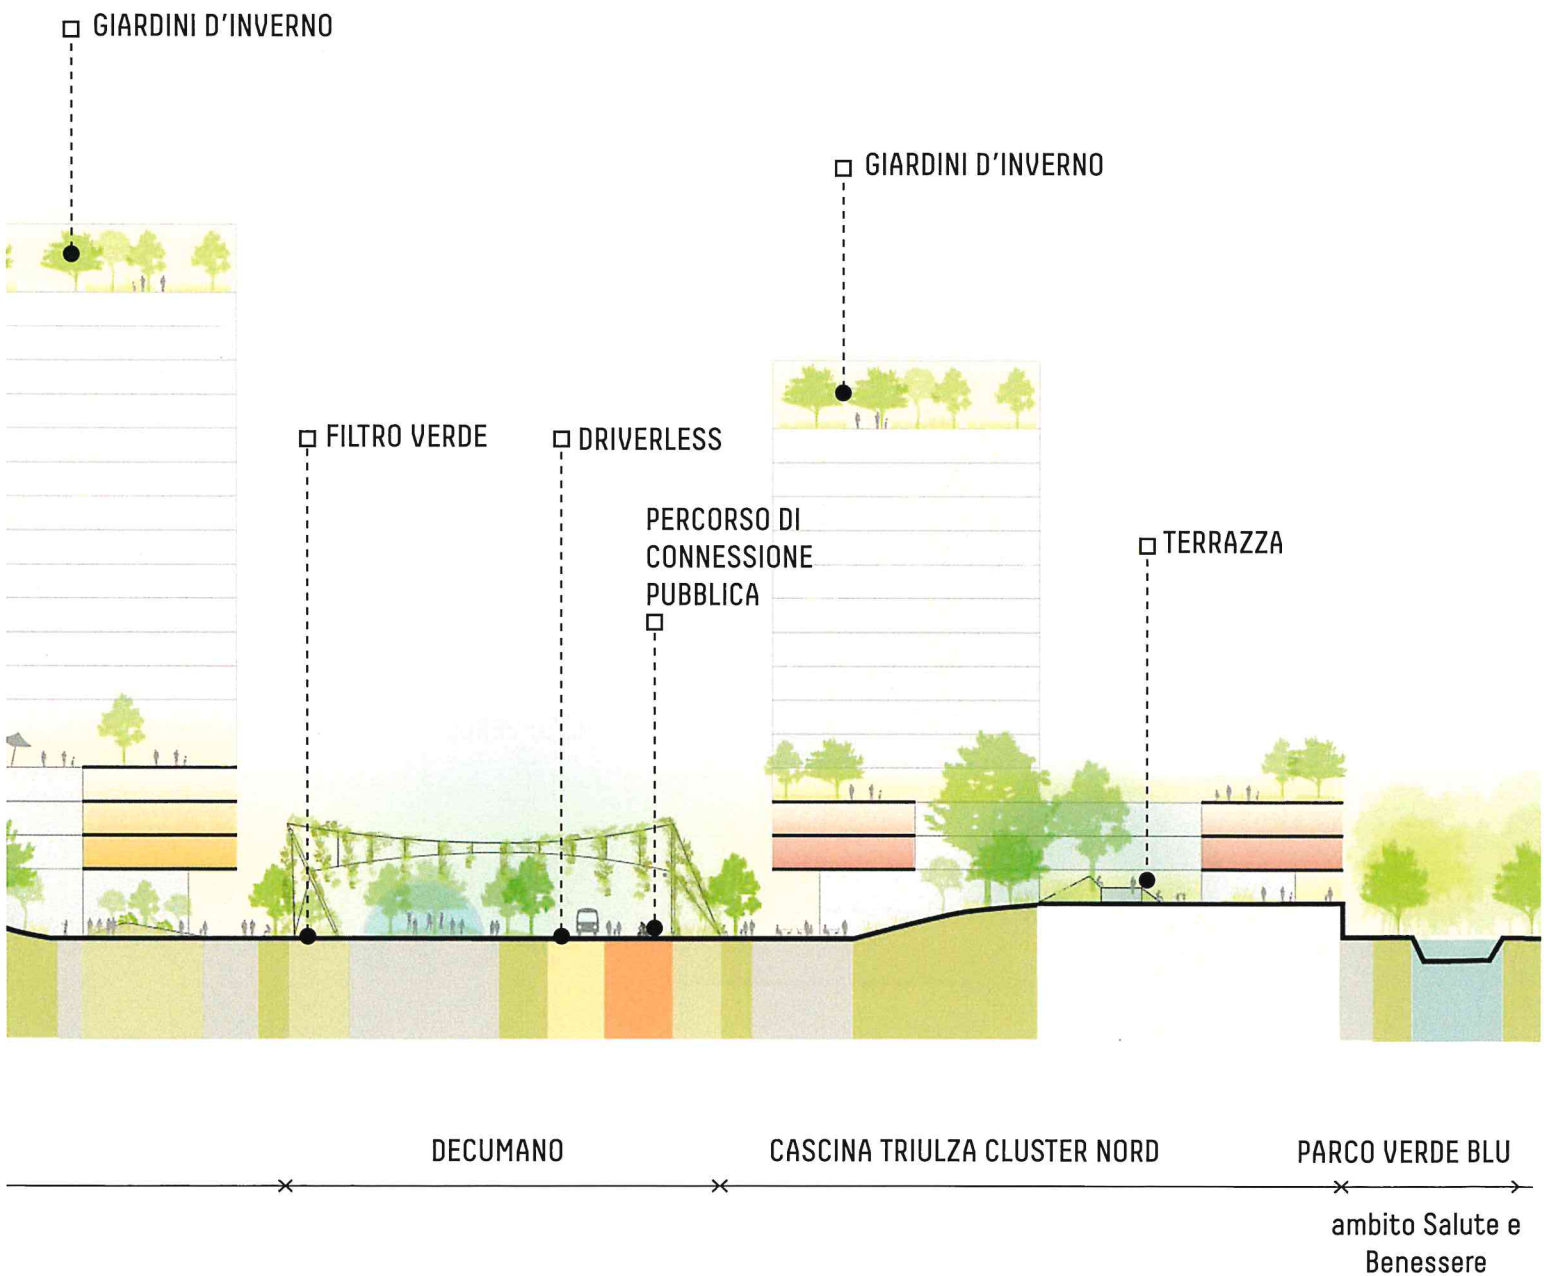 GIARDINI D'INVERNO
GIARDINI D'INVERNO
FILTRO VERDE
DRIVERLESS
PERCORSO DI
CONNESSIONE
PUBBLICA
TERRAZZA
DECUMANO
CASCINA TRIULZA CLUSTER NORD
PARCO VERDE BLU
ambito Salute e
Benessere